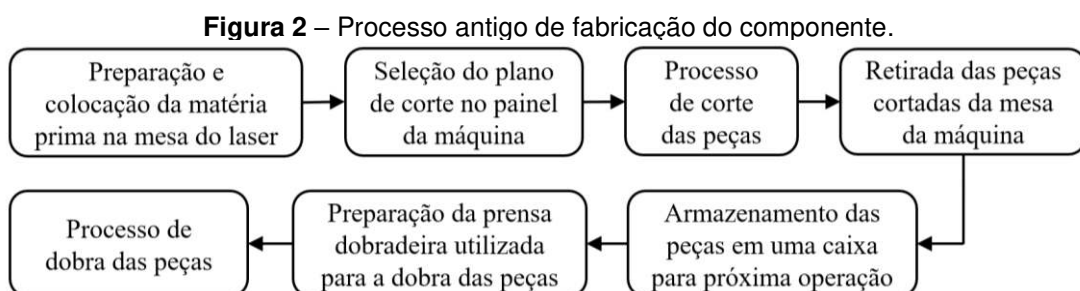 Figura 2 – Processo antigo de fabricação do componente.
Preparação e
colocação da matéria
prima na mesa do laser
Seleção do plano
de corte no painel
da máquina
Processo
de corte
das peças
Retirada das peças
cortadas da mesa
da máquina
Armazenamento das
peças em uma caixa
para próxima operação
Preparação da prensa
dobradeira utilizada
para a dobra das peças
Processo de
dobra das peças